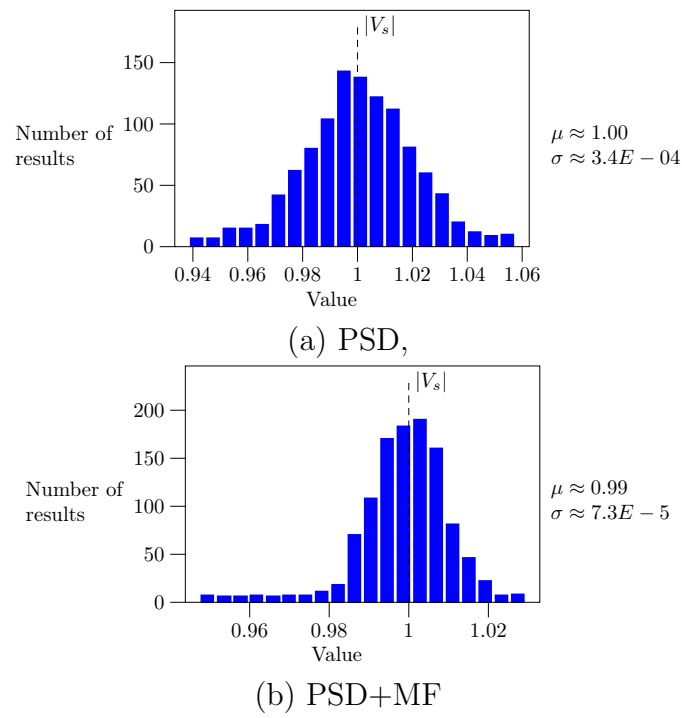 |V_s|
150
100
50
0
Number of
results
μ ≈ 1.00
σ ≈ 3.4E − 04
0.94 0.96 0.98 1 1.02 1.04 1.06
Value
(a) PSD,
|V_s|
200
150
100
50
0
Number of
results
μ ≈ 0.99
σ ≈ 7.3E − 5
0.96 0.98 1 1.02
Value
(b) PSD+MF